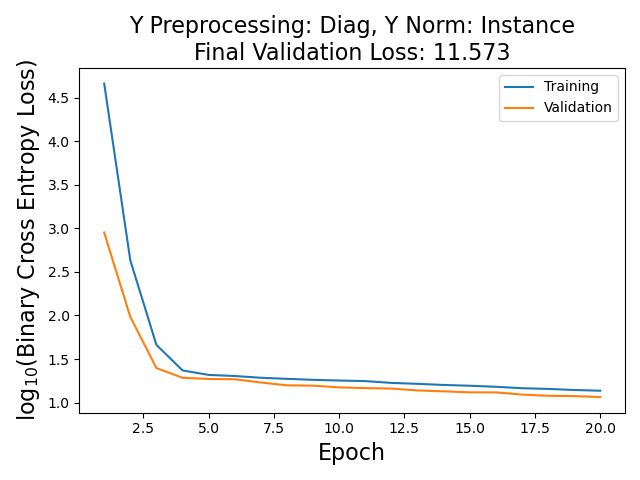 Y Preprocessing: Diag, Y Norm: Instance
Final Validation Loss: 11.573
Training
Validation
log10(Binary Cross Entropy Loss)
4.5
4.0
3.5
3.0
2.5
2.0
1.5
1.0
2.5 5.0 7.5 10.0 12.5 15.0 17.5 20.0
Epoch